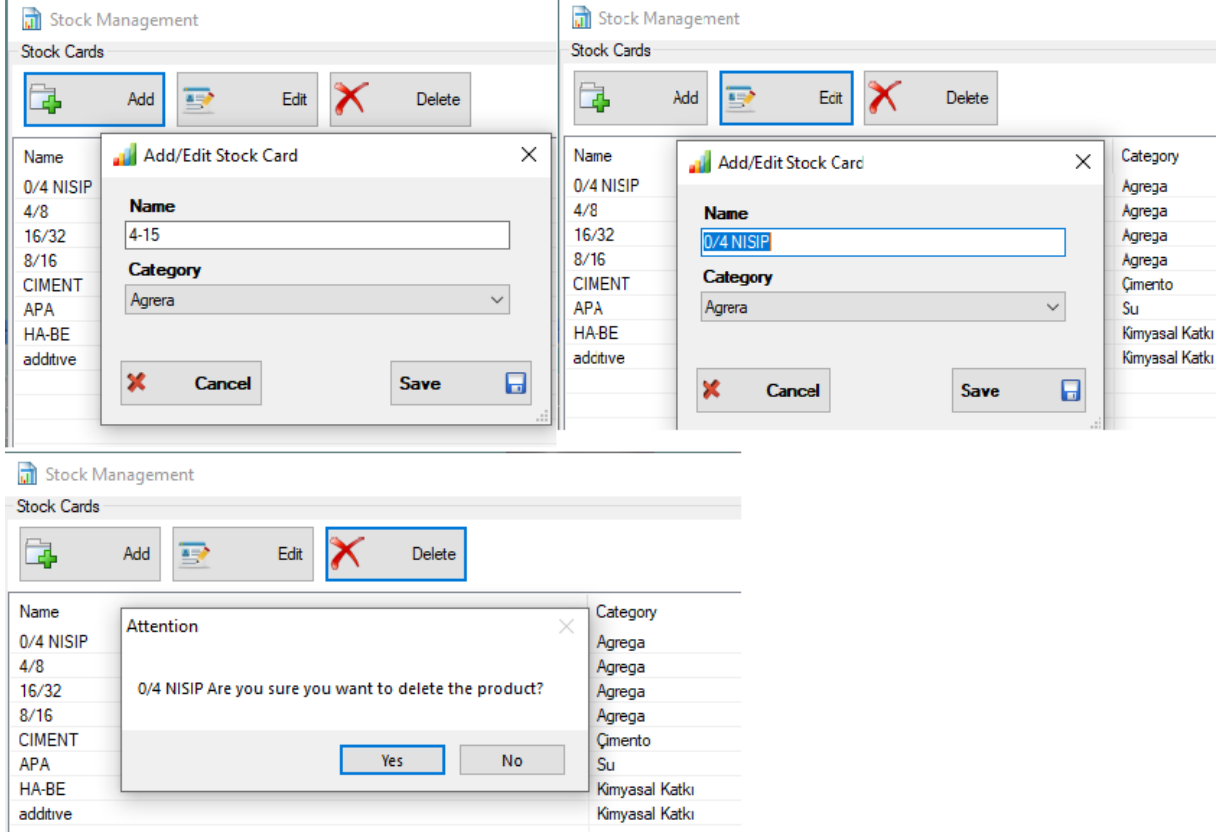 Stock Management
Stock Cards
Add Edit Delete
Name
0/4 NISIP
4/8
16/32
8/16
CIMENT
APA
HA-BE
additive
Add/Edit Stock Card
Name
4-15
Category
Agrera
Cancel Save
Stock Management
Stock Cards
Add Edit Delete
Name Category
0/4 NISIP Agrega
4/8 Agrega
16/32 Agrega
8/16 Agrega
CIMENT Çimento
APA Su
HA-BE Kimyasal Katkı
additive Kimyasal Katkı
Add/Edit Stock Card
Name
0/4 NISIP
Category
Agrera
Cancel Save
Stock Management
Stock Cards
Add Edit Delete
Name Category
0/4 NISIP Agrega
4/8 Agrega
16/32 Agrega
8/16 Agrega
CIMENT Çimento
APA Su
HA-BE Kimyasal Katkı
additive Kimyasal Katkı
Attention
0/4 NISIP Are you sure you want to delete the product?
Yes No